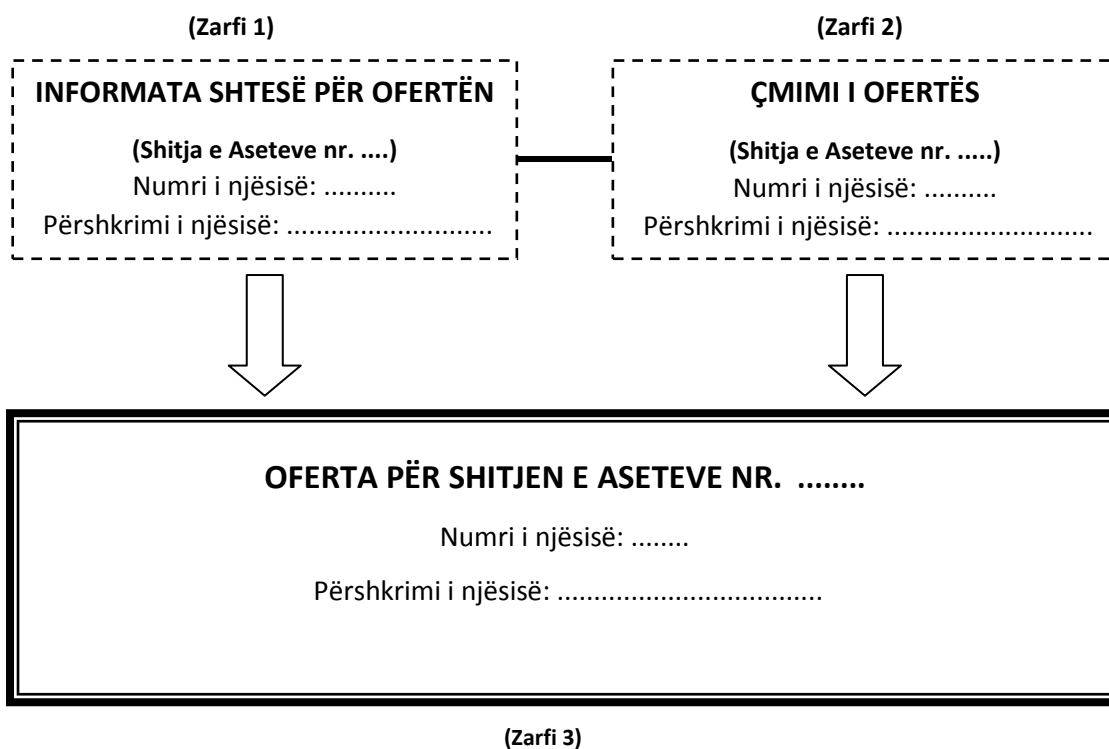 (Zarfi 1)
INFORMATA SHTESË PËR OFERTËN
(Shitja e Aseteve nr. ....)
Numri i njësisë: ..........
Përshkrimi i njësisë: ............................
(Zarfi 2)
ÇMIMI I OFERTËS
(Shitja e Aseteve nr. .....)
Numri i njësisë: ..........
Përshkrimi i njësisë: ............................
OFERTA PËR SHITJEN E ASETEVE NR. ........
Numri i njësisë: ........
Përshkrimi i njësisë: ....................................
(Zarfi 3)